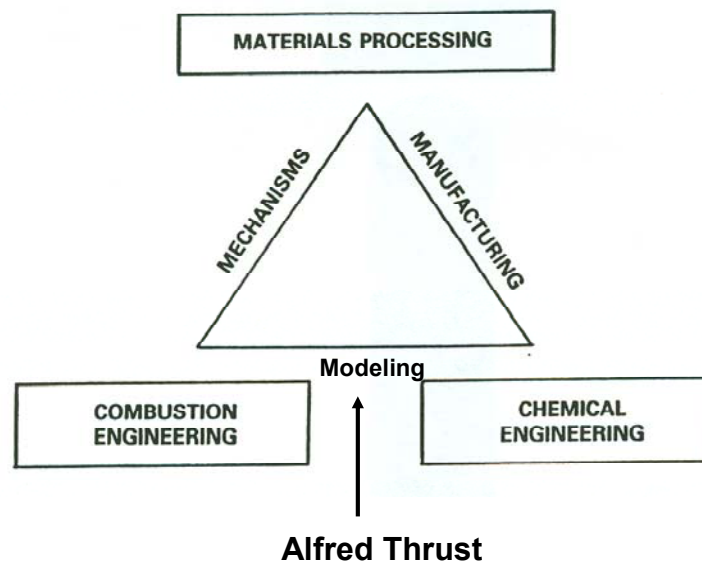 MATERIALS PROCESSING
MECHANISMS
MANUFACTURING
Modeling
COMBUSTION
ENGINEERING
CHEMICAL
ENGINEERING
Alfred Thrust